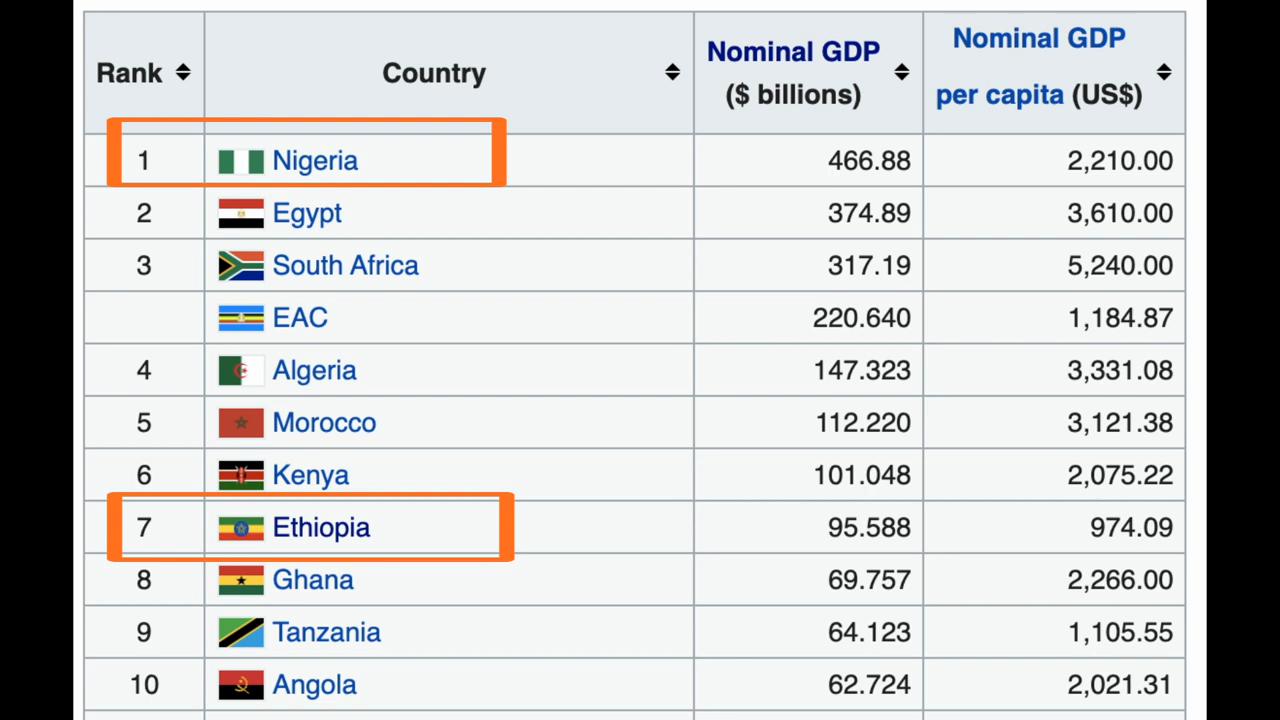 Rank Country Nominal GDP ($ billions) Nominal GDP per capita (US$)
1 Nigeria 466.88 2,210.00
2 Egypt 374.89 3,610.00
3 South Africa 317.19 5,240.00
EAC 220.640 1,184.87
4 Algeria 147.323 3,331.08
5 Morocco 112.220 3,121.38
6 Kenya 101.048 2,075.22
7 Ethiopia 95.588 974.09
8 Ghana 69.757 2,266.00
9 Tanzania 64.123 1,105.55
10 Angola 62.724 2,021.31